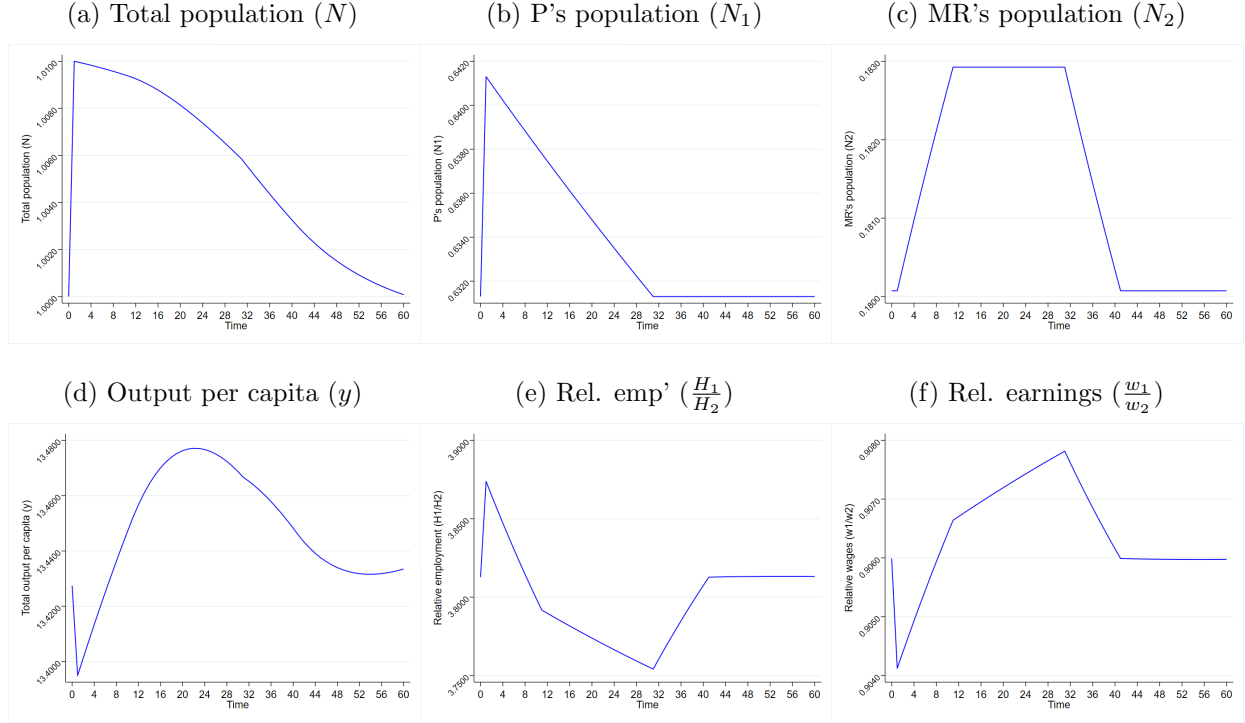 (a) Total population (N)
(b) P's population (N₁)
(c) MR's population (N₂)
Total population (N)
1.0100
1.0080
1.0060
1.0040
1.0020
1.0000
0 4 8 12 16 20 24 28 32 36 40 44 48 52 56 60
Time
P's population (N1)
0.6420
0.6400
0.6380
0.6360
0.6340
0.6320
0 4 8 12 16 20 24 28 32 36 40 44 48 52 56 60
Time
MR's population (N2)
0.1830
0.1820
0.1810
0.1800
0 4 8 12 16 20 24 28 32 36 40 44 48 52 56 60
Time
(d) Output per capita (y)
(e) Rel. emp' (H₁/H₂)
(f) Rel. earnings (w₁/w₂)
Total output per capita (y)
13.4800
13.4600
13.4400
13.4200
13.4000
0 4 8 12 16 20 24 28 32 36 40 44 48 52 56 60
Time
Relative employment (H1/H2)
3.9000
3.8500
3.8000
3.7500
0 4 8 12 16 20 24 28 32 36 40 44 48 52 56 60
Time
Relative wages (w1/w2)
0.9080
0.9070
0.9060
0.9050
0.9040
0 4 8 12 16 20 24 28 32 36 40 44 48 52 56 60
Time